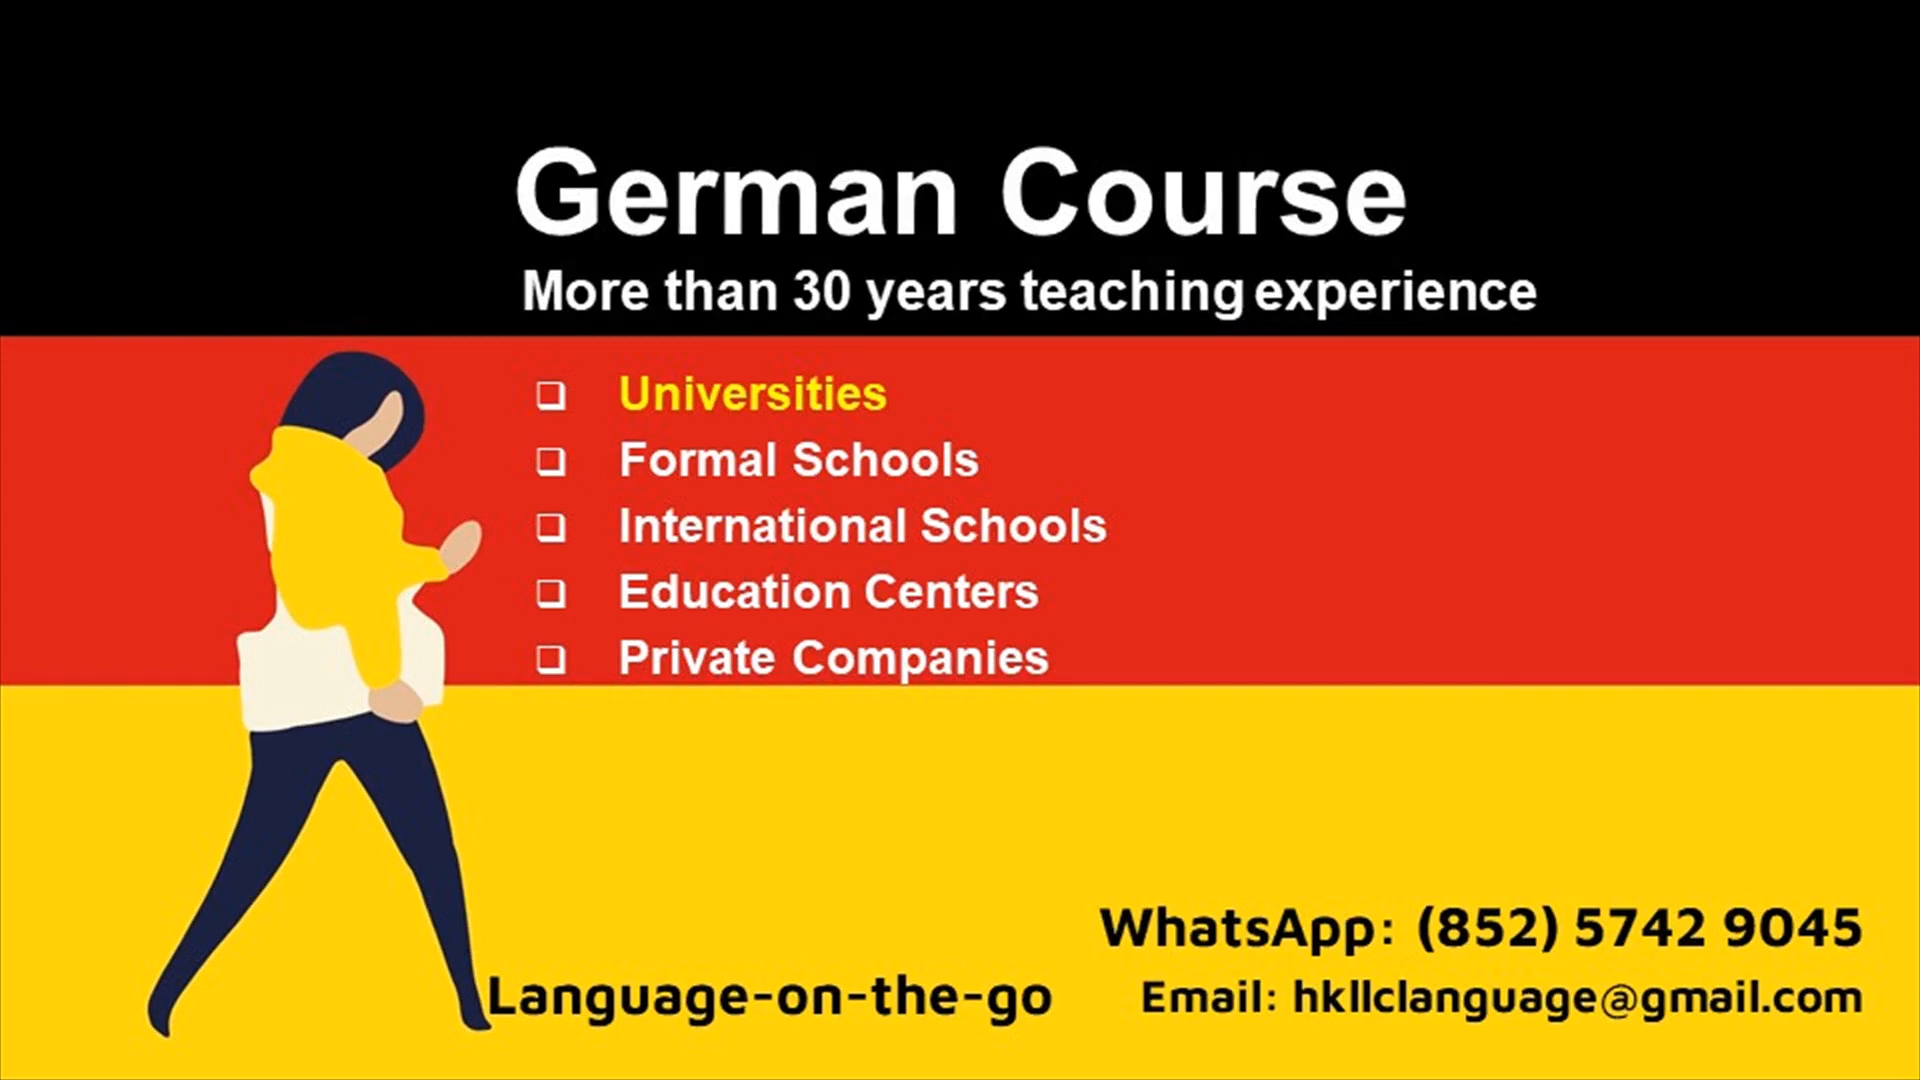 German Course
More than 30 years teaching experience
Universities
Formal Schools
International Schools
Education Centers
Private Companies
WhatsApp: (852) 5742 9045
Language-on-the-go
Email: hkllclanguage@gmail.com